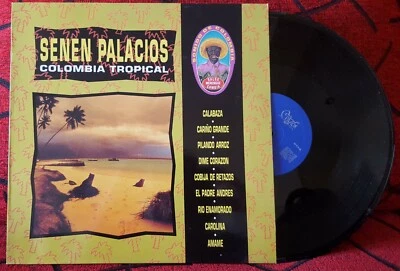 SENEN PALACIOS
COLOMBIA TROPICAL
CALABAZA
CARIÑO GRANDE
PILANDO ARROZ
DIME CORAZON
COBIJA DE RETAZOS
EL PADRE ANDRES
RIO ENAMORADO
CAROLINA
AMAME